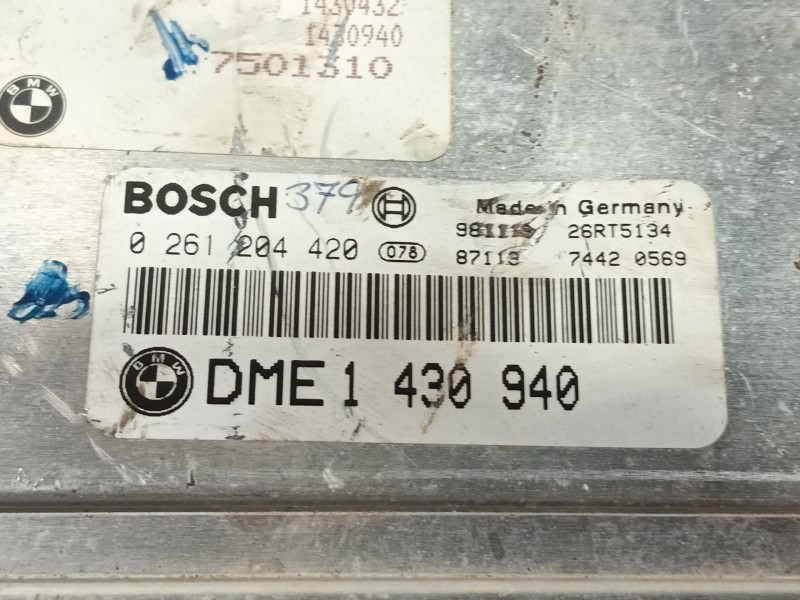 1430432
1430940
7501310
BMW
BOSCH 379 Made in Germany
0 261 204 420 078 26RT5134
87113 7442 0569
BMW DME 1 430 940